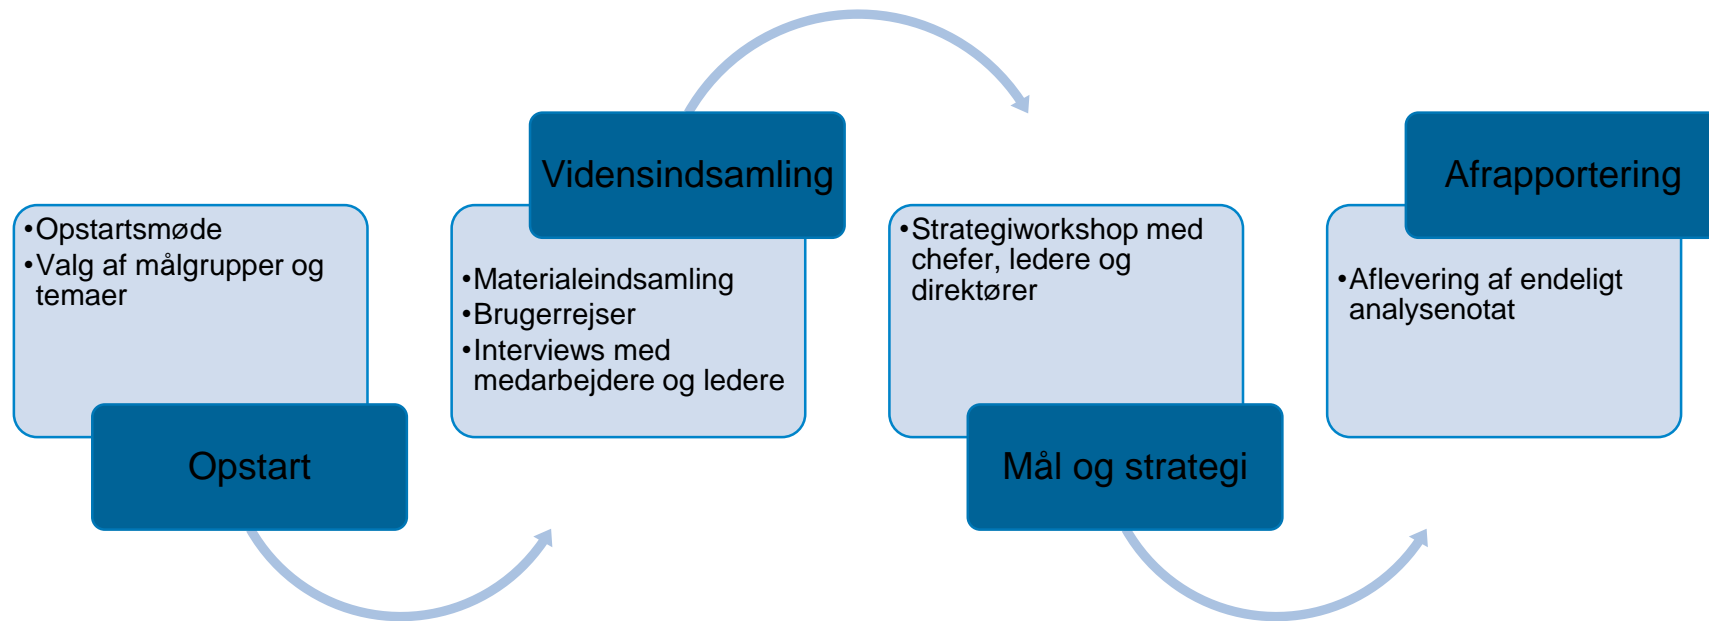 •Opstartsmøde
•Valg af målgrupper og
temaer
Opstart
Vidensindsamling
•Materialeindsamling
•Brugerrejser
•Interviews med
medarbejdere og ledere
•Strategiworkshop med
chefer, ledere og
direktører
Mål og strategi
Afrapportering
•Aflevering af endeligt
analysenotat